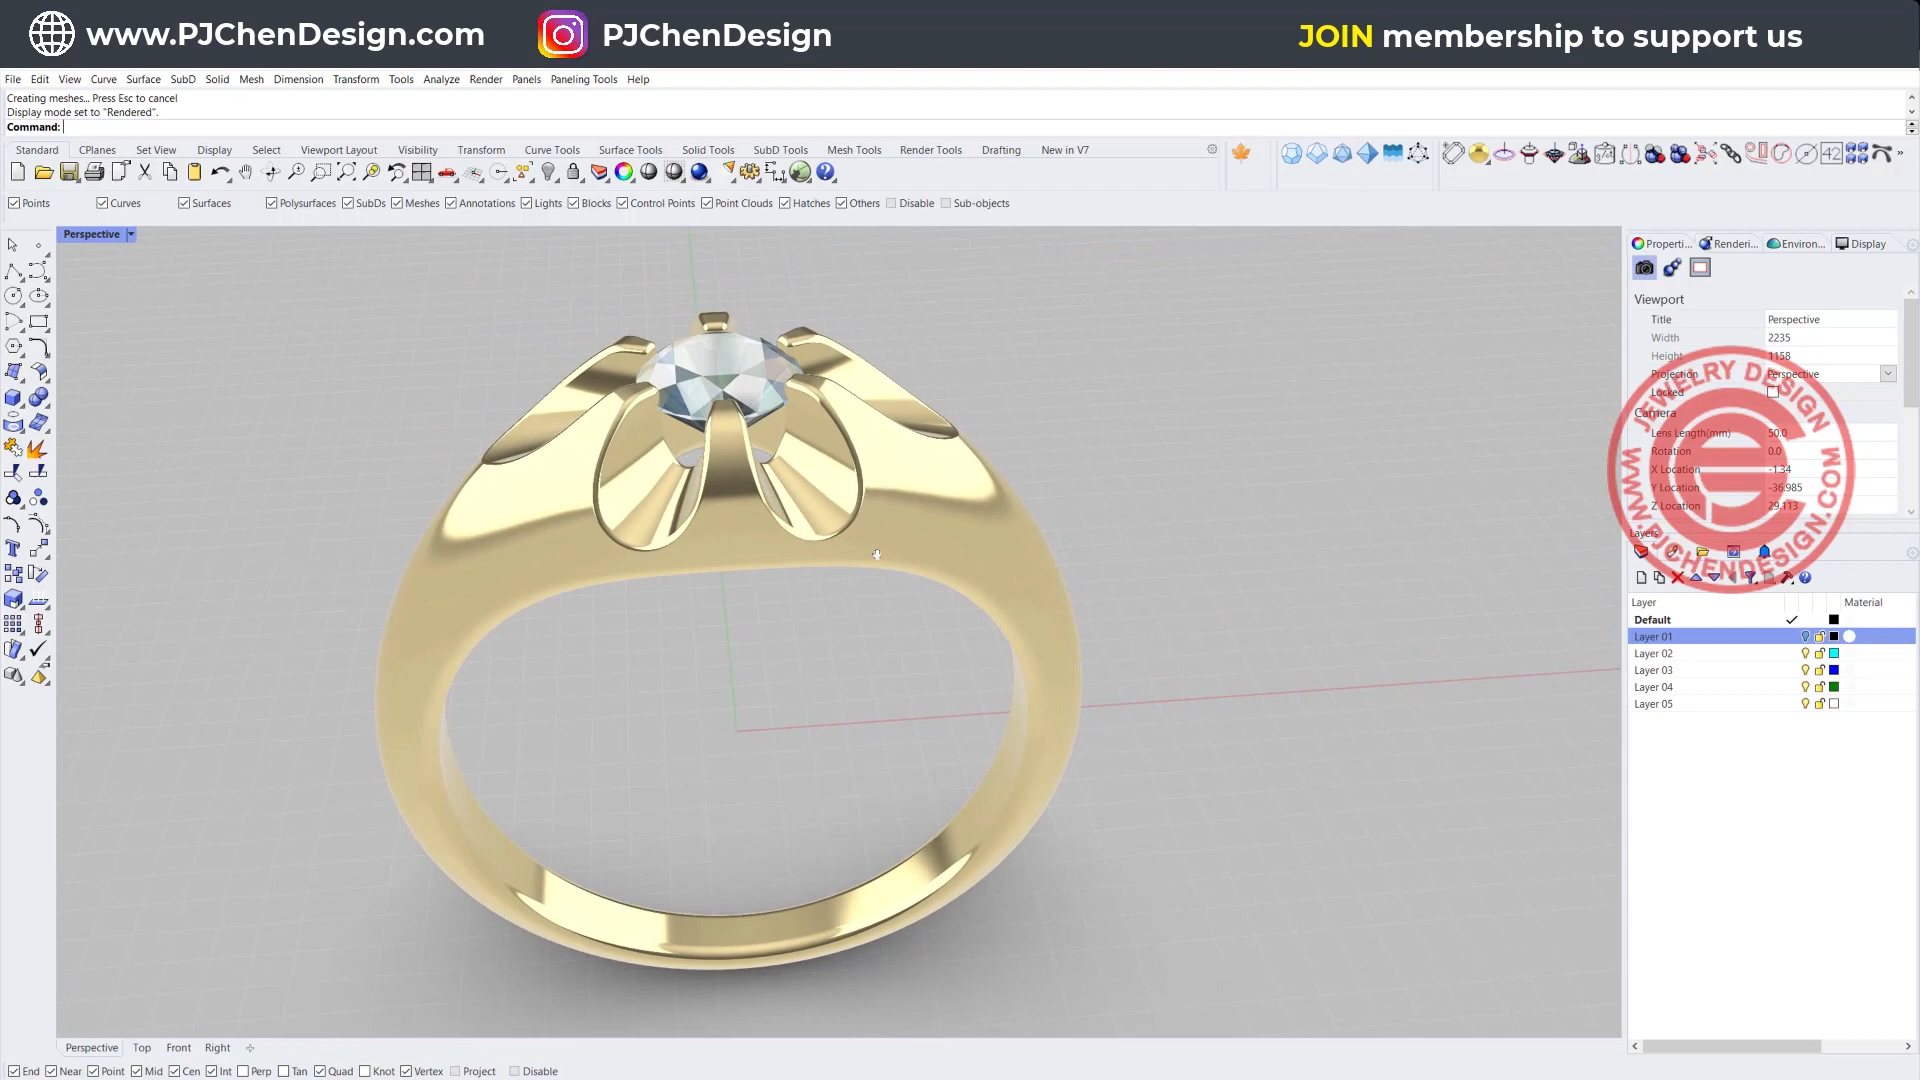 www.PJChenDesign.com PJChenDesign JOIN membership to support us
File Edit View Curve Surface SubD Solid Mesh Dimension Transform Tools Analyze Render Panels Paneling Tools Help
Creating meshes... Press Esc to cancel
Display mode set to "Rendered".
Command:
Standard CPlanes Set View Display Select Viewport Layout Visibility Transform Curve Tools Surface Tools Solid Tools SubD Tools Mesh Tools Render Tools Drafting New in V7
42
Points Curves Surfaces Polysurfaces SubDs Meshes Annotations Lights Blocks Control Points Point Clouds Hatches Others Disable Sub-objects
Perspective
Properti... Renderi... Environ... Display
Viewport
Title Perspective
Width 2235
Height 1158
Projection Perspective
Locked
Camera
Lens Length(mm) 50.0
Rotation 0.0
X Location -1.34
Y Location -36.985
Z Location 29.113
JEWELRY DESIGN
WWW.PJCHENDESIGN.COM
Layers
Layer Material
Default
Layer 01
Layer 02
Layer 03
Layer 04
Layer 05
Perspective Top Front Right
End Near Point Mid Cen Int Perp Tan Quad Knot Vertex Project Disable